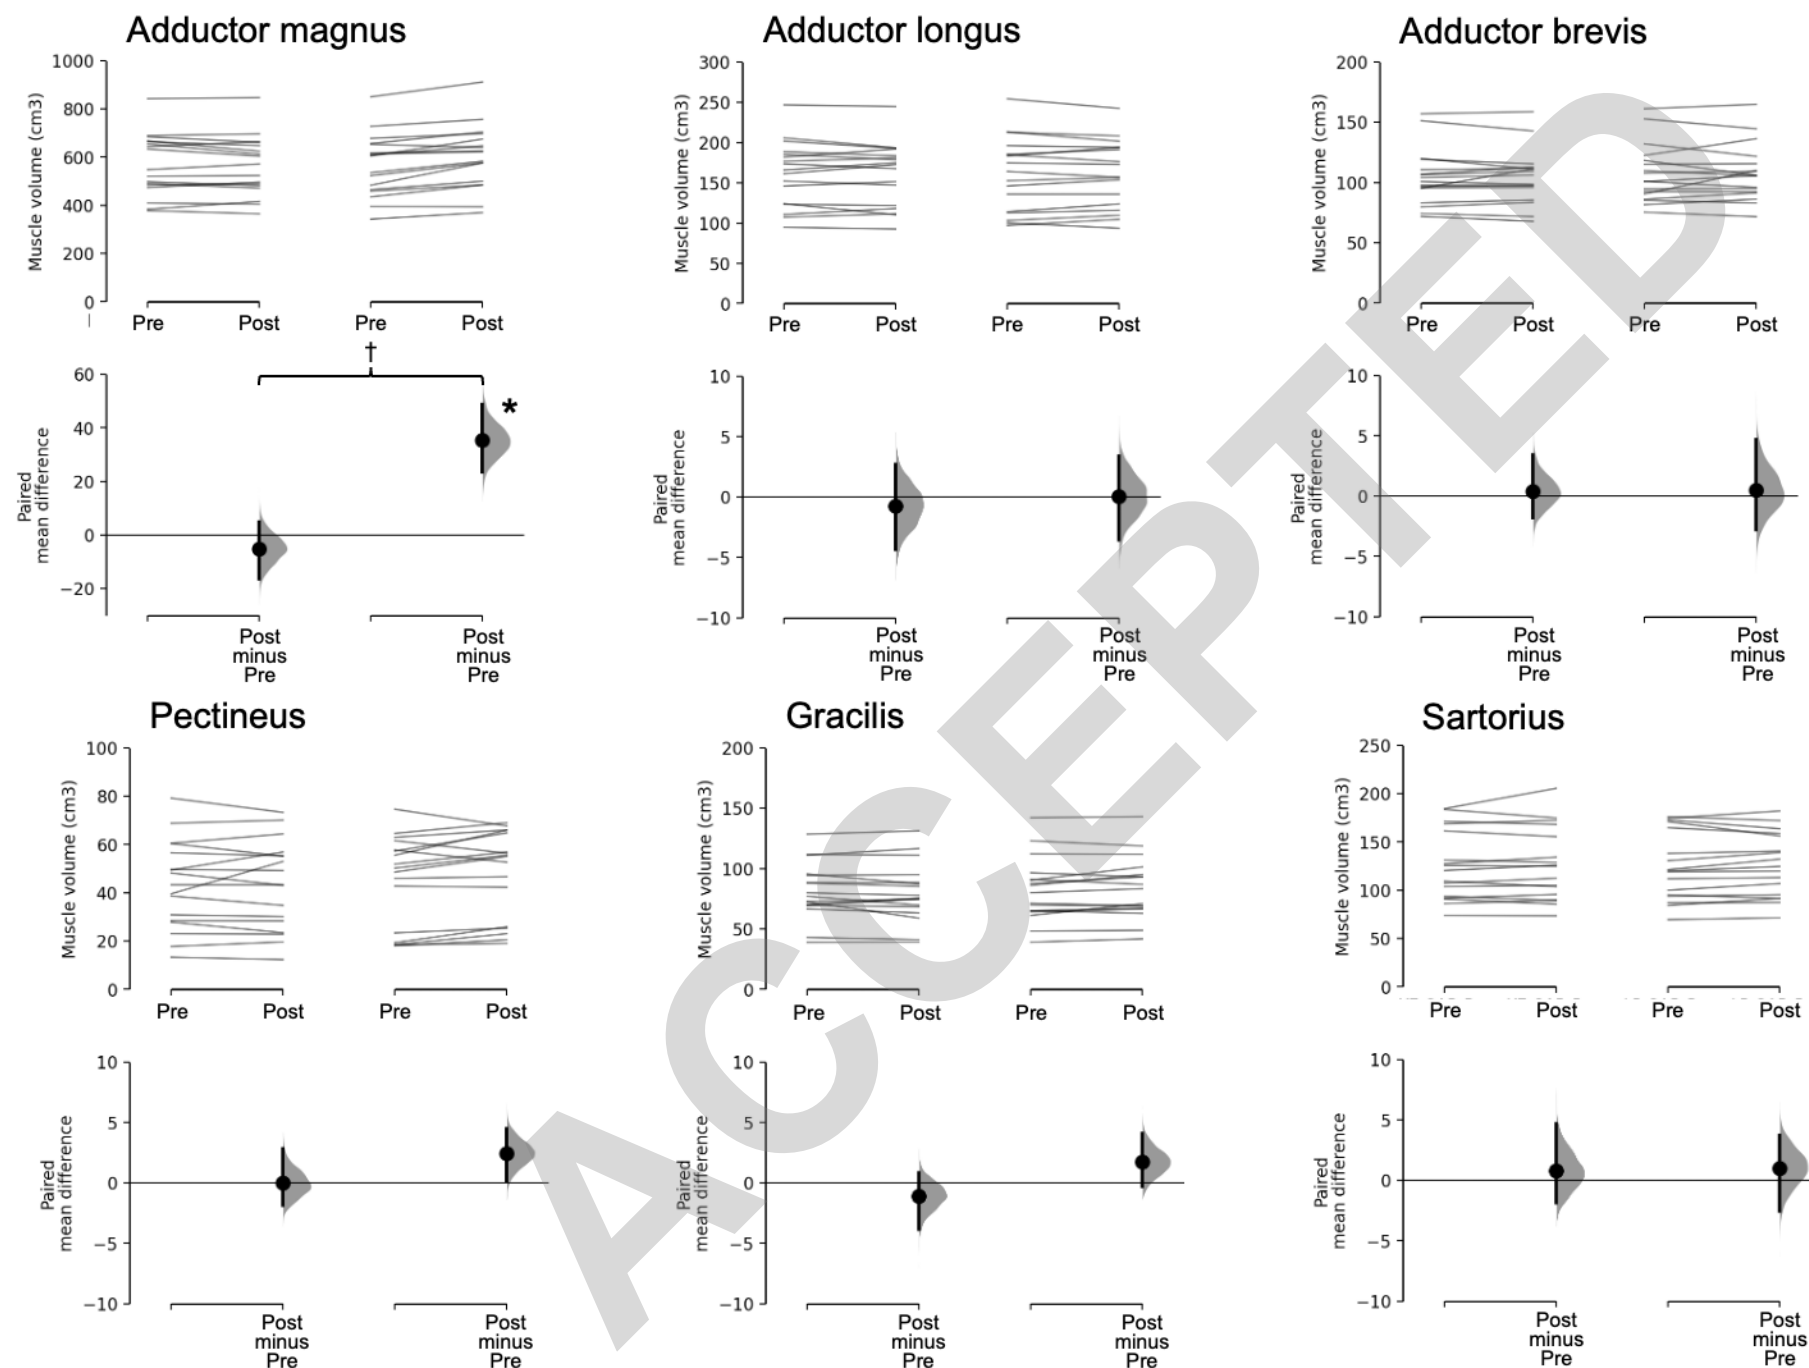 Adductor magnus
Adductor longus
Adductor brevis
1000
800
600
400
200
0
Muscle volume (cm3)
Pre
Post
Pre
Post
300
250
200
150
100
50
0
Muscle volume (cm3)
Pre
Post
Pre
Post
200
150
100
50
0
Muscle volume (cm3)
Pre
Post
Pre
Post
†
60
40
20
0
−20
Paired
mean difference
*
Post
minus
Pre
Post
minus
Pre
10
5
0
−5
−10
Paired
mean difference
Post
minus
Pre
Post
minus
Pre
10
5
0
−5
−10
Paired
mean difference
Post
minus
Pre
Post
minus
Pre
Pectineus
Gracilis
Sartorius
100
80
60
40
20
0
Muscle volume (cm3)
Pre
Post
Pre
Post
200
150
100
50
0
Muscle volume (cm3)
Pre
Post
Pre
Post
250
200
150
100
50
0
Muscle volume (cm3)
Pre
Post
Pre
Post
10
5
0
−5
−10
Paired
mean difference
Post
minus
Pre
Post
minus
Pre
10
5
0
−5
−10
Paired
mean difference
Post
minus
Pre
Post
minus
Pre
10
5
0
−5
−10
Paired
mean difference
Post
minus
Pre
Post
minus
Pre
ACCEPTED